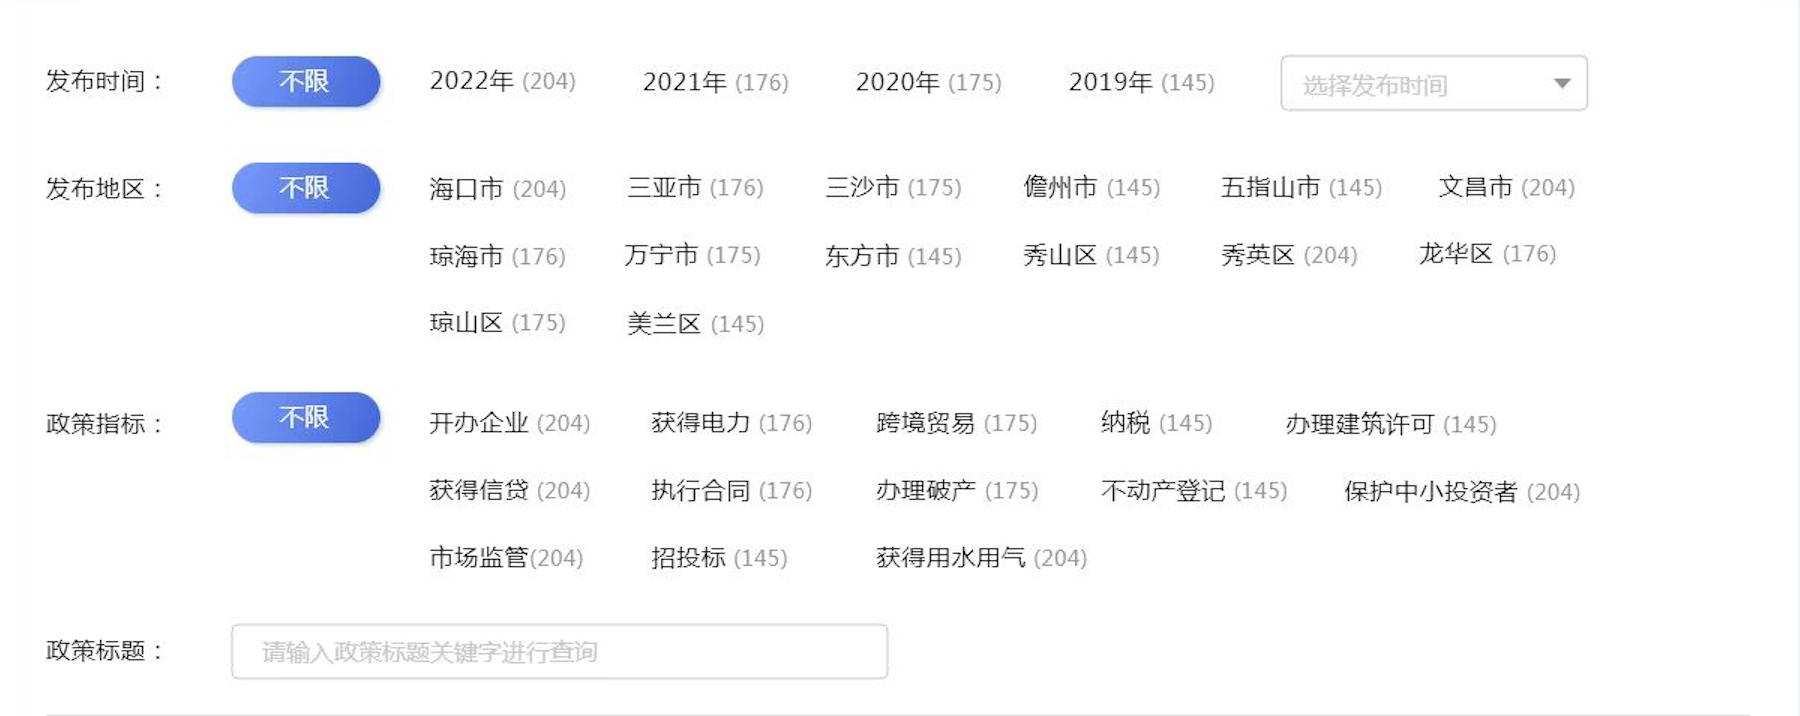 发布时间： 不限 2022年 (204) 2021年 (176) 2020年 (175) 2019年 (145) 选择发布时间
发布地区： 不限 海口市 (204) 三亚市 (176) 三沙市 (175) 儋州市 (145) 五指山市 (145) 文昌市 (204)
琼海市 (176) 万宁市 (175) 东方市 (145) 秀山区 (145) 秀英区 (204) 龙华区 (176)
琼山区 (175) 美兰区 (145)
政策指标： 不限 开办企业 (204) 获得电力 (176) 跨境贸易 (175) 纳税 (145) 办理建筑许可 (145)
获得信贷 (204) 执行合同 (176) 办理破产 (175) 不动产登记 (145) 保护中小投资者 (204)
市场监管(204) 招投标 (145) 获得用水用气 (204)
政策标题： 请输入政策标题关键字进行查询